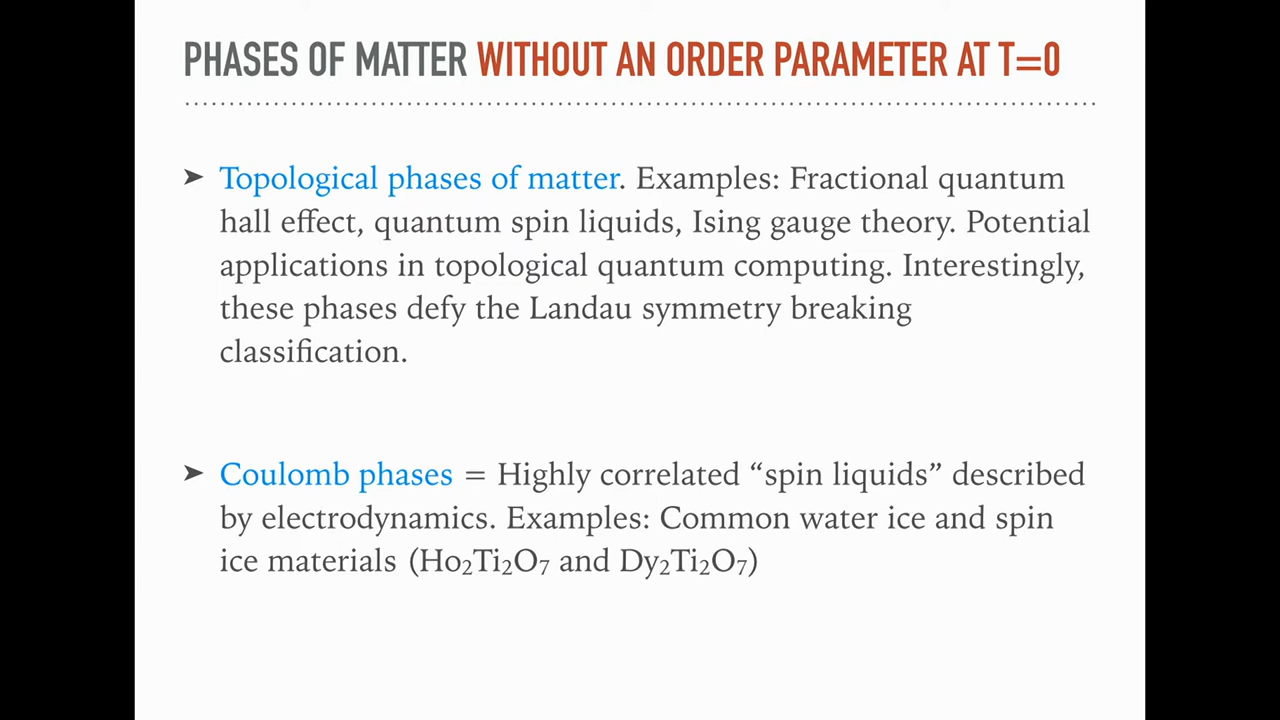 PHASES OF MATTER WITHOUT AN ORDER PARAMETER AT T=0
➤ Topological phases of matter. Examples: Fractional quantum
hall effect, quantum spin liquids, Ising gauge theory. Potential
applications in topological quantum computing. Interestingly,
these phases defy the Landau symmetry breaking
classification.
➤ Coulomb phases = Highly correlated “spin liquids” described
by electrodynamics. Examples: Common water ice and spin
ice materials (Ho₂Ti₂O₇ and Dy₂Ti₂O₇)